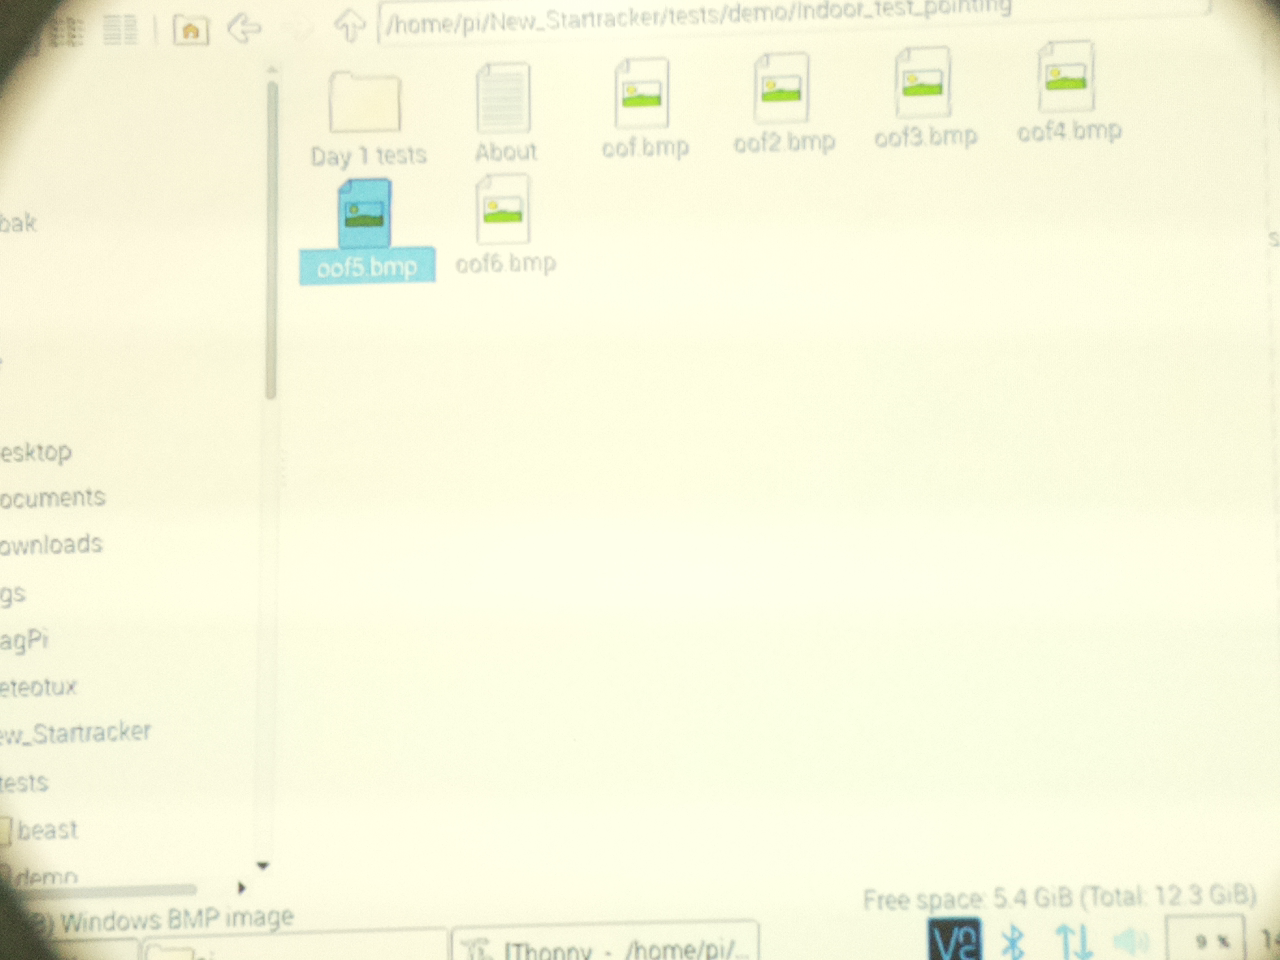 /home/pi/New_Startracker/tests/demo/Indoor_test_pointing
Day 1 tests
About
oof.bmp
oof2.bmp
oof3.bmp
oof4.bmp
oof5.bmp
oof6.bmp
bak
esktop
ocuments
ownloads
gs
agPi
eteotux
ew_Startracker
tests
beast
demo
) Windows BMP image
Free space: 5.4 GiB (Total: 12.3 GiB)
pi
[Thonny - /home/pi/...
V2
9 %